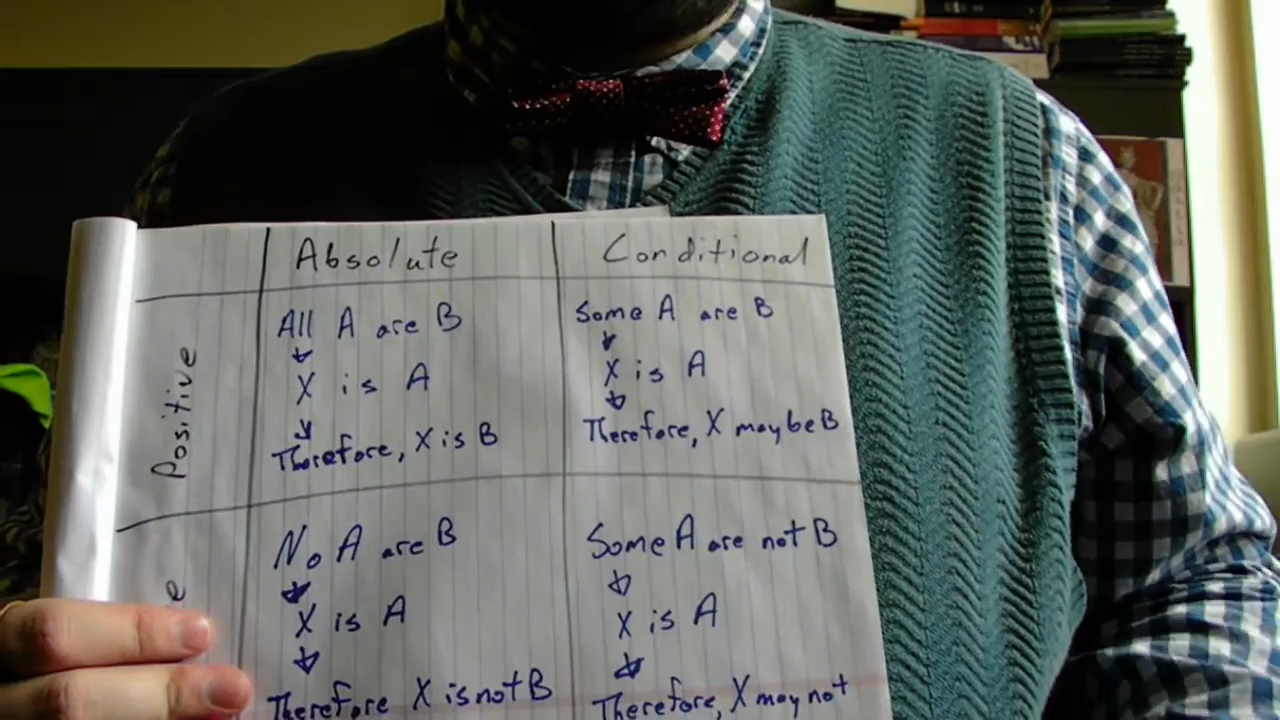 Absolute
Conditional
Positive
All A are B
X is A
Therefore, X is B
Some A are B
X is A
Therefore, X may be B
No A are B
X is A
Therefore X is not B
Some A are not B
X is A
Therefore, X may not